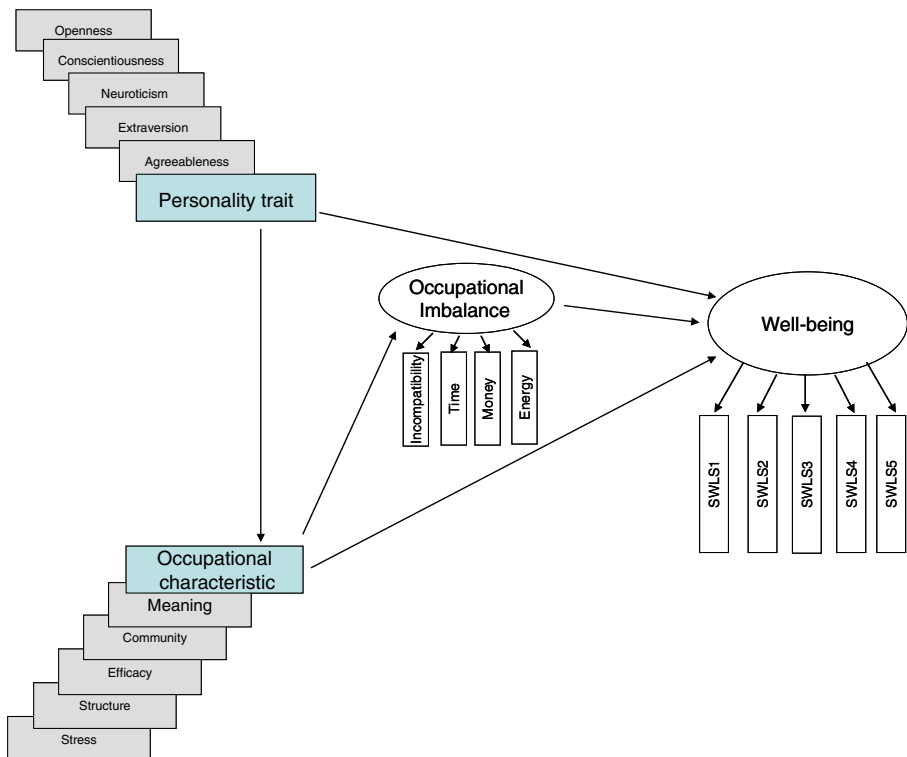 Openness
Conscientiousness
Neuroticism
Extraversion
Agreeableness
Personality trait
Occupational
Imbalance
Well-being
Incompatibility
Time
Money
Energy
SWLS1
SWLS2
SWLS3
SWLS4
SWLS5
Occupational
characteristic
Meaning
Community
Efficacy
Structure
Stress